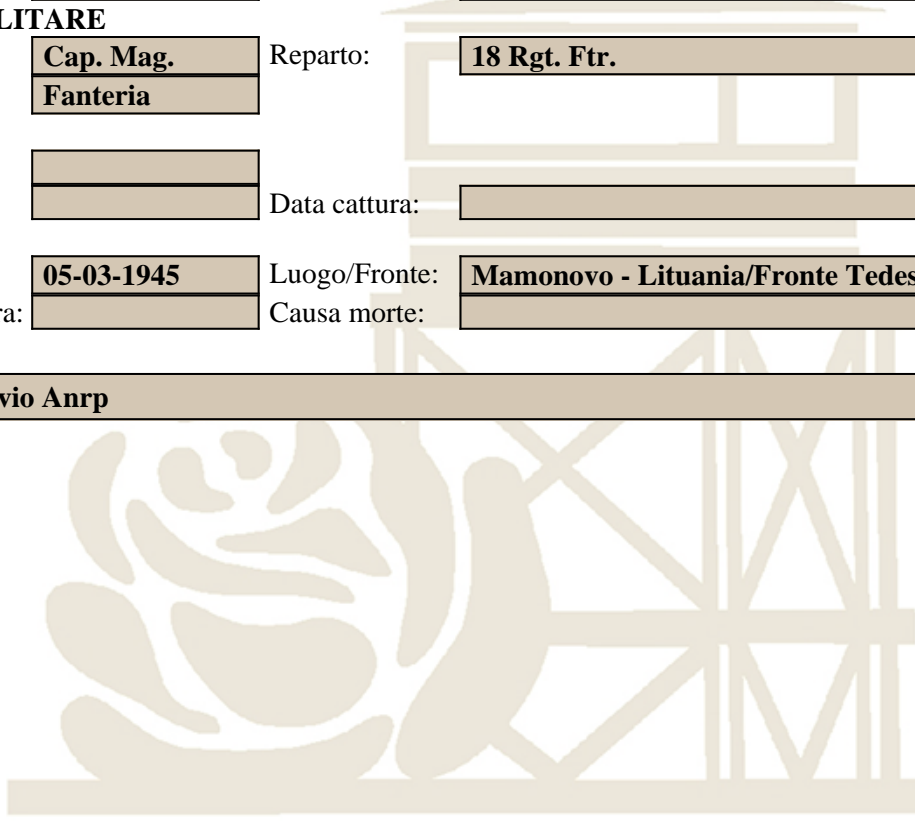 LITARE
Cap. Mag. Reparto: 18 Rgt. Ftr.
Fanteria
Data cattura:
05-03-1945 Luogo/Fronte: Mamonovo - Lituania/Fronte Tedes
ra: Causa morte:
vio Anrp